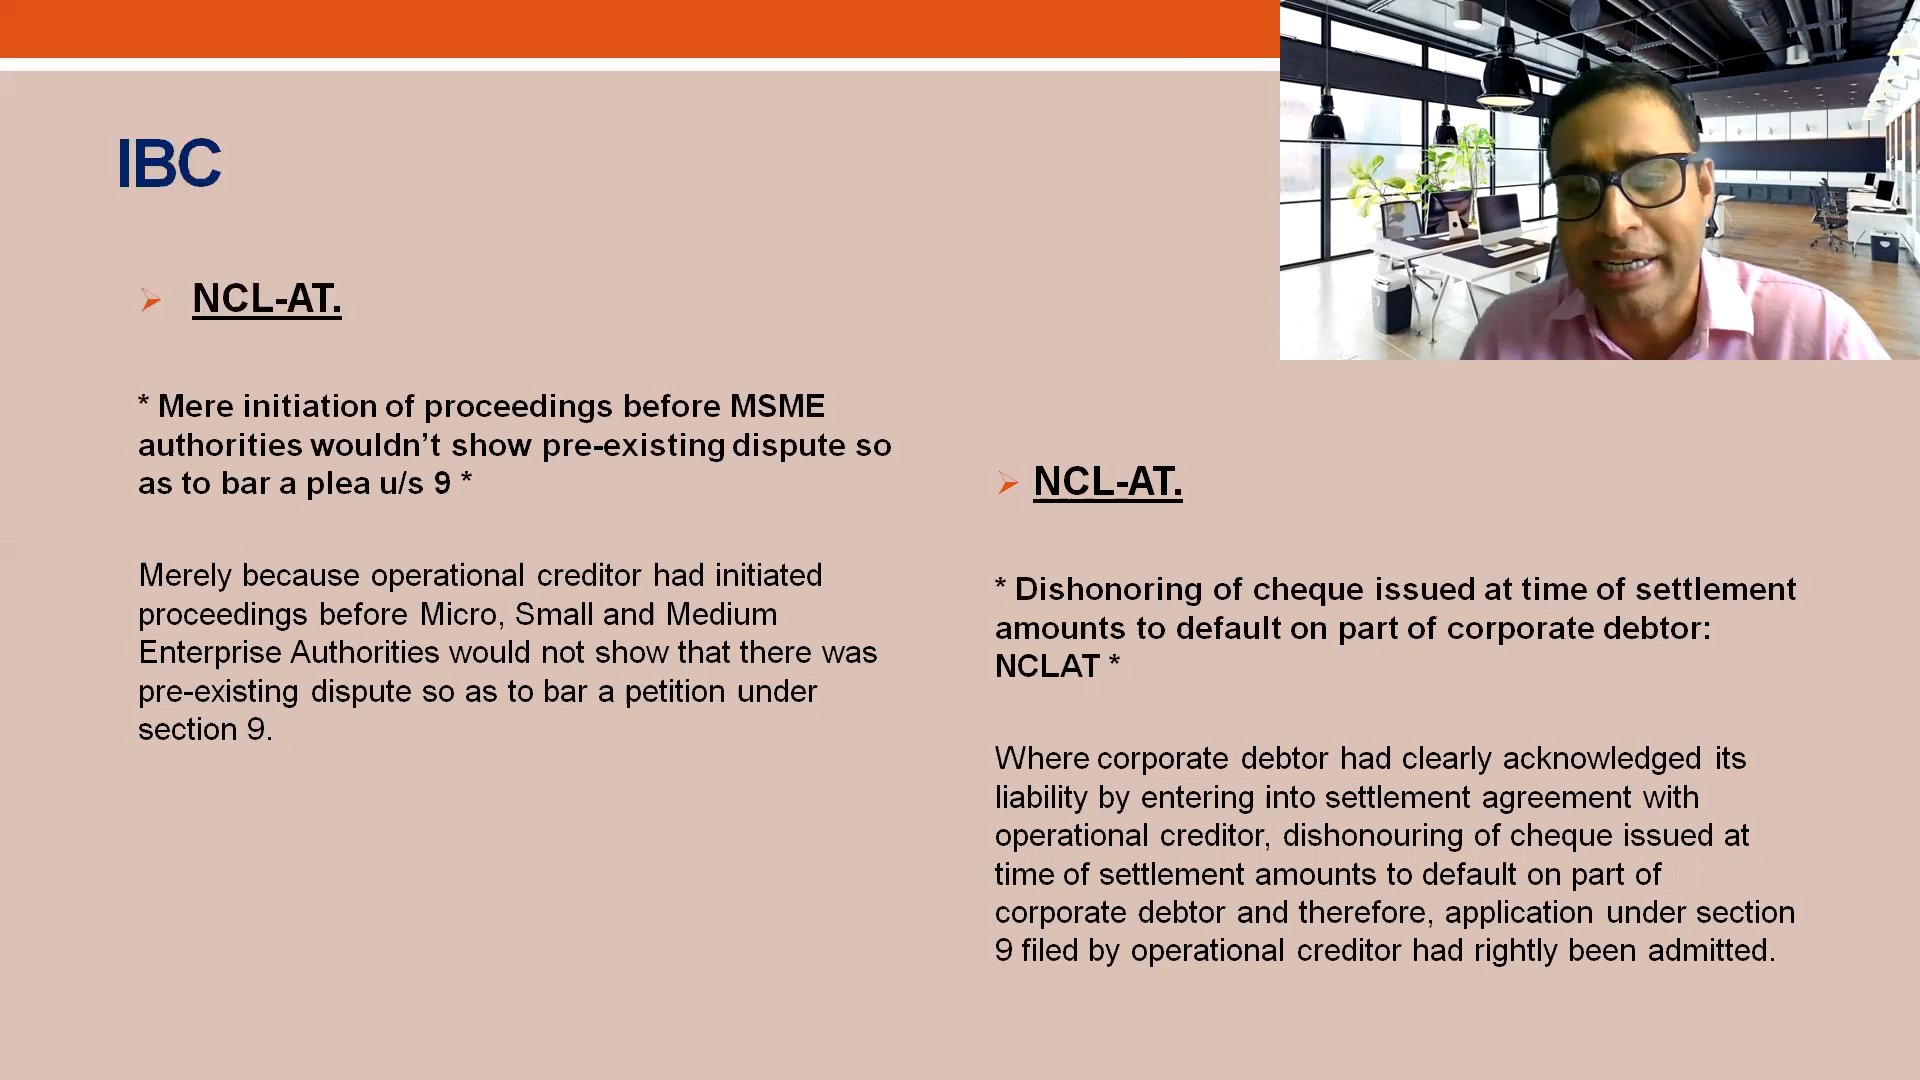 IBC
NCL-AT.
* Mere initiation of proceedings before MSME
authorities wouldn’t show pre-existing dispute so
as to bar a plea u/s 9 *
Merely because operational creditor had initiated
proceedings before Micro, Small and Medium
Enterprise Authorities would not show that there was
pre-existing dispute so as to bar a petition under
section 9.
NCL-AT.
* Dishonoring of cheque issued at time of settlement
amounts to default on part of corporate debtor:
NCLAT *
Where corporate debtor had clearly acknowledged its
liability by entering into settlement agreement with
operational creditor, dishonouring of cheque issued at
time of settlement amounts to default on part of
corporate debtor and therefore, application under section
9 filed by operational creditor had rightly been admitted.